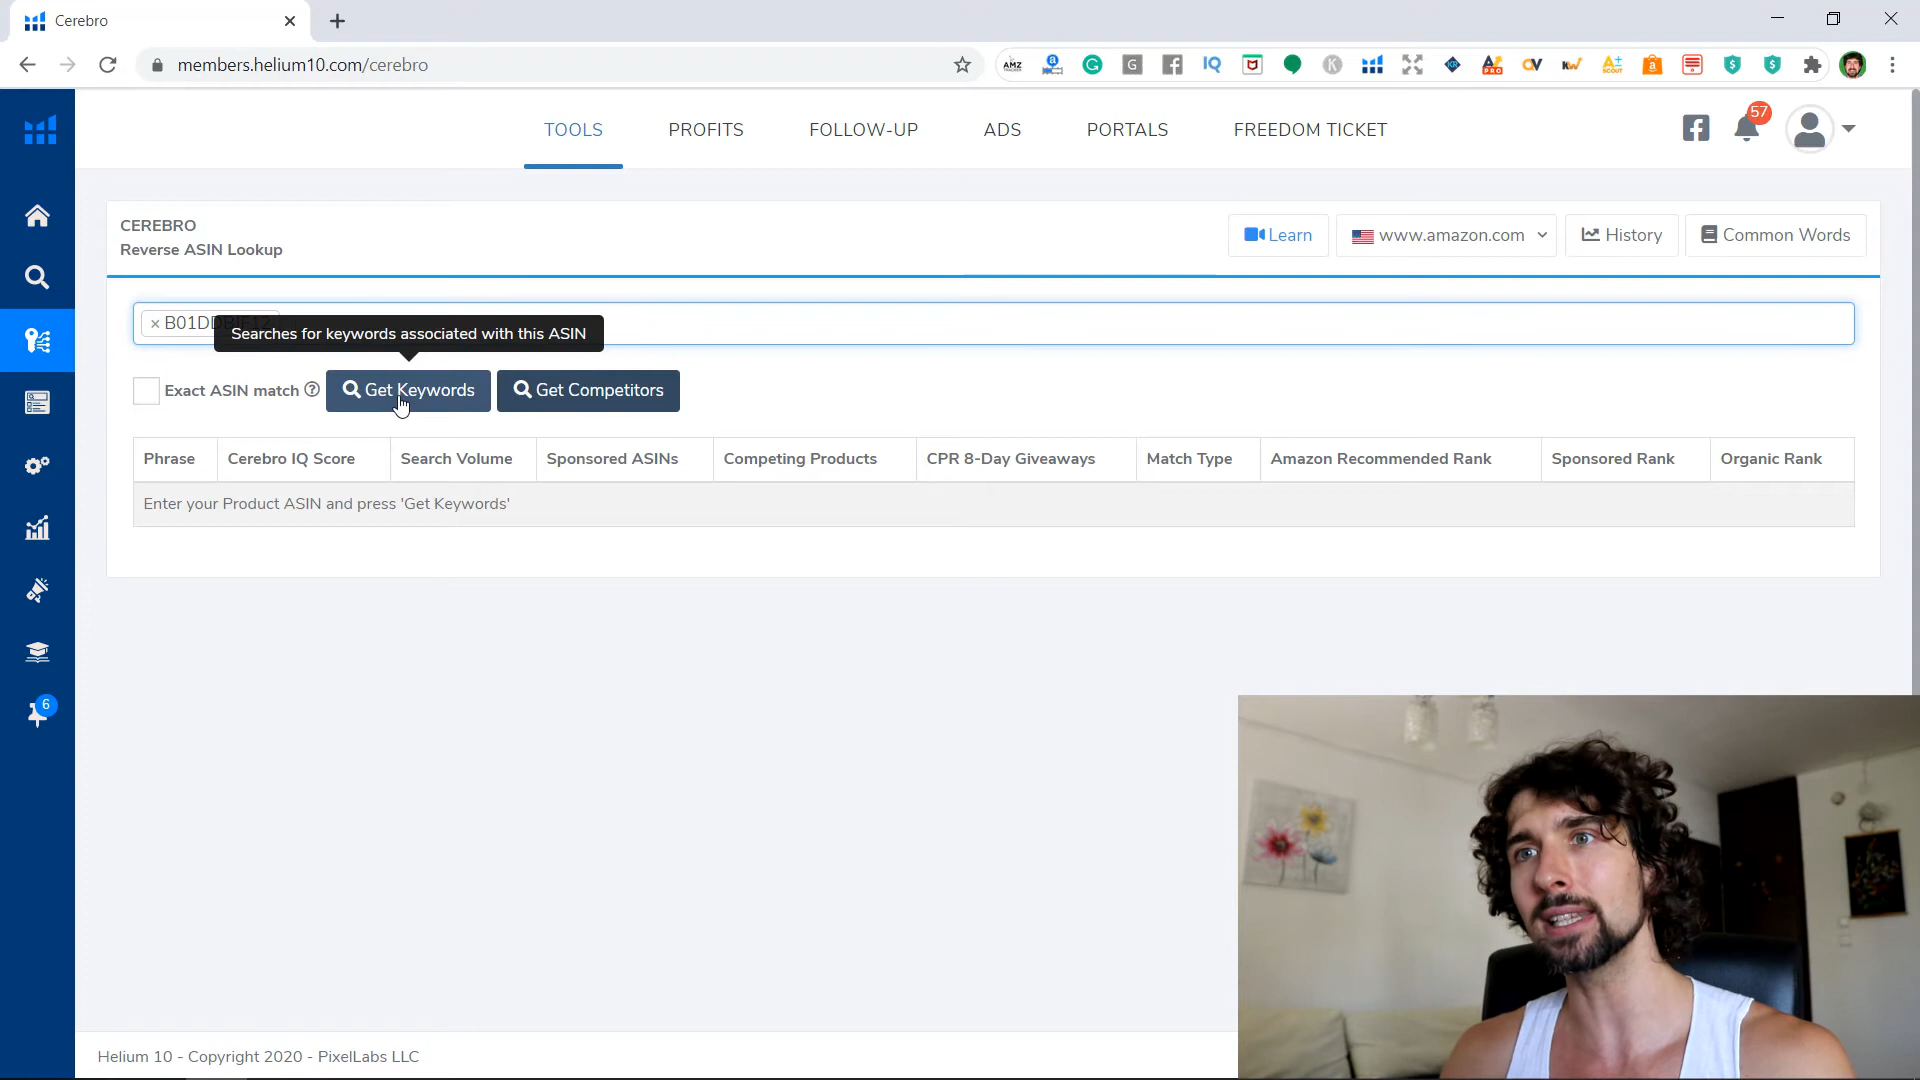 Cerebro
members.helium10.com/cerebro
TOOLS PROFITS FOLLOW-UP ADS PORTALS FREEDOM TICKET
57
CEREBRO
Reverse ASIN Lookup
Learn www.amazon.com History Common Words
× B01DD
Searches for keywords associated with this ASIN
Exact ASIN match Get Keywords Get Competitors
Phrase Cerebro IQ Score Search Volume Sponsored ASINs Competing Products CPR 8-Day Giveaways Match Type Amazon Recommended Rank Sponsored Rank Organic Rank
Enter your Product ASIN and press 'Get Keywords'
6
Helium 10 - Copyright 2020 - PixelLabs LLC